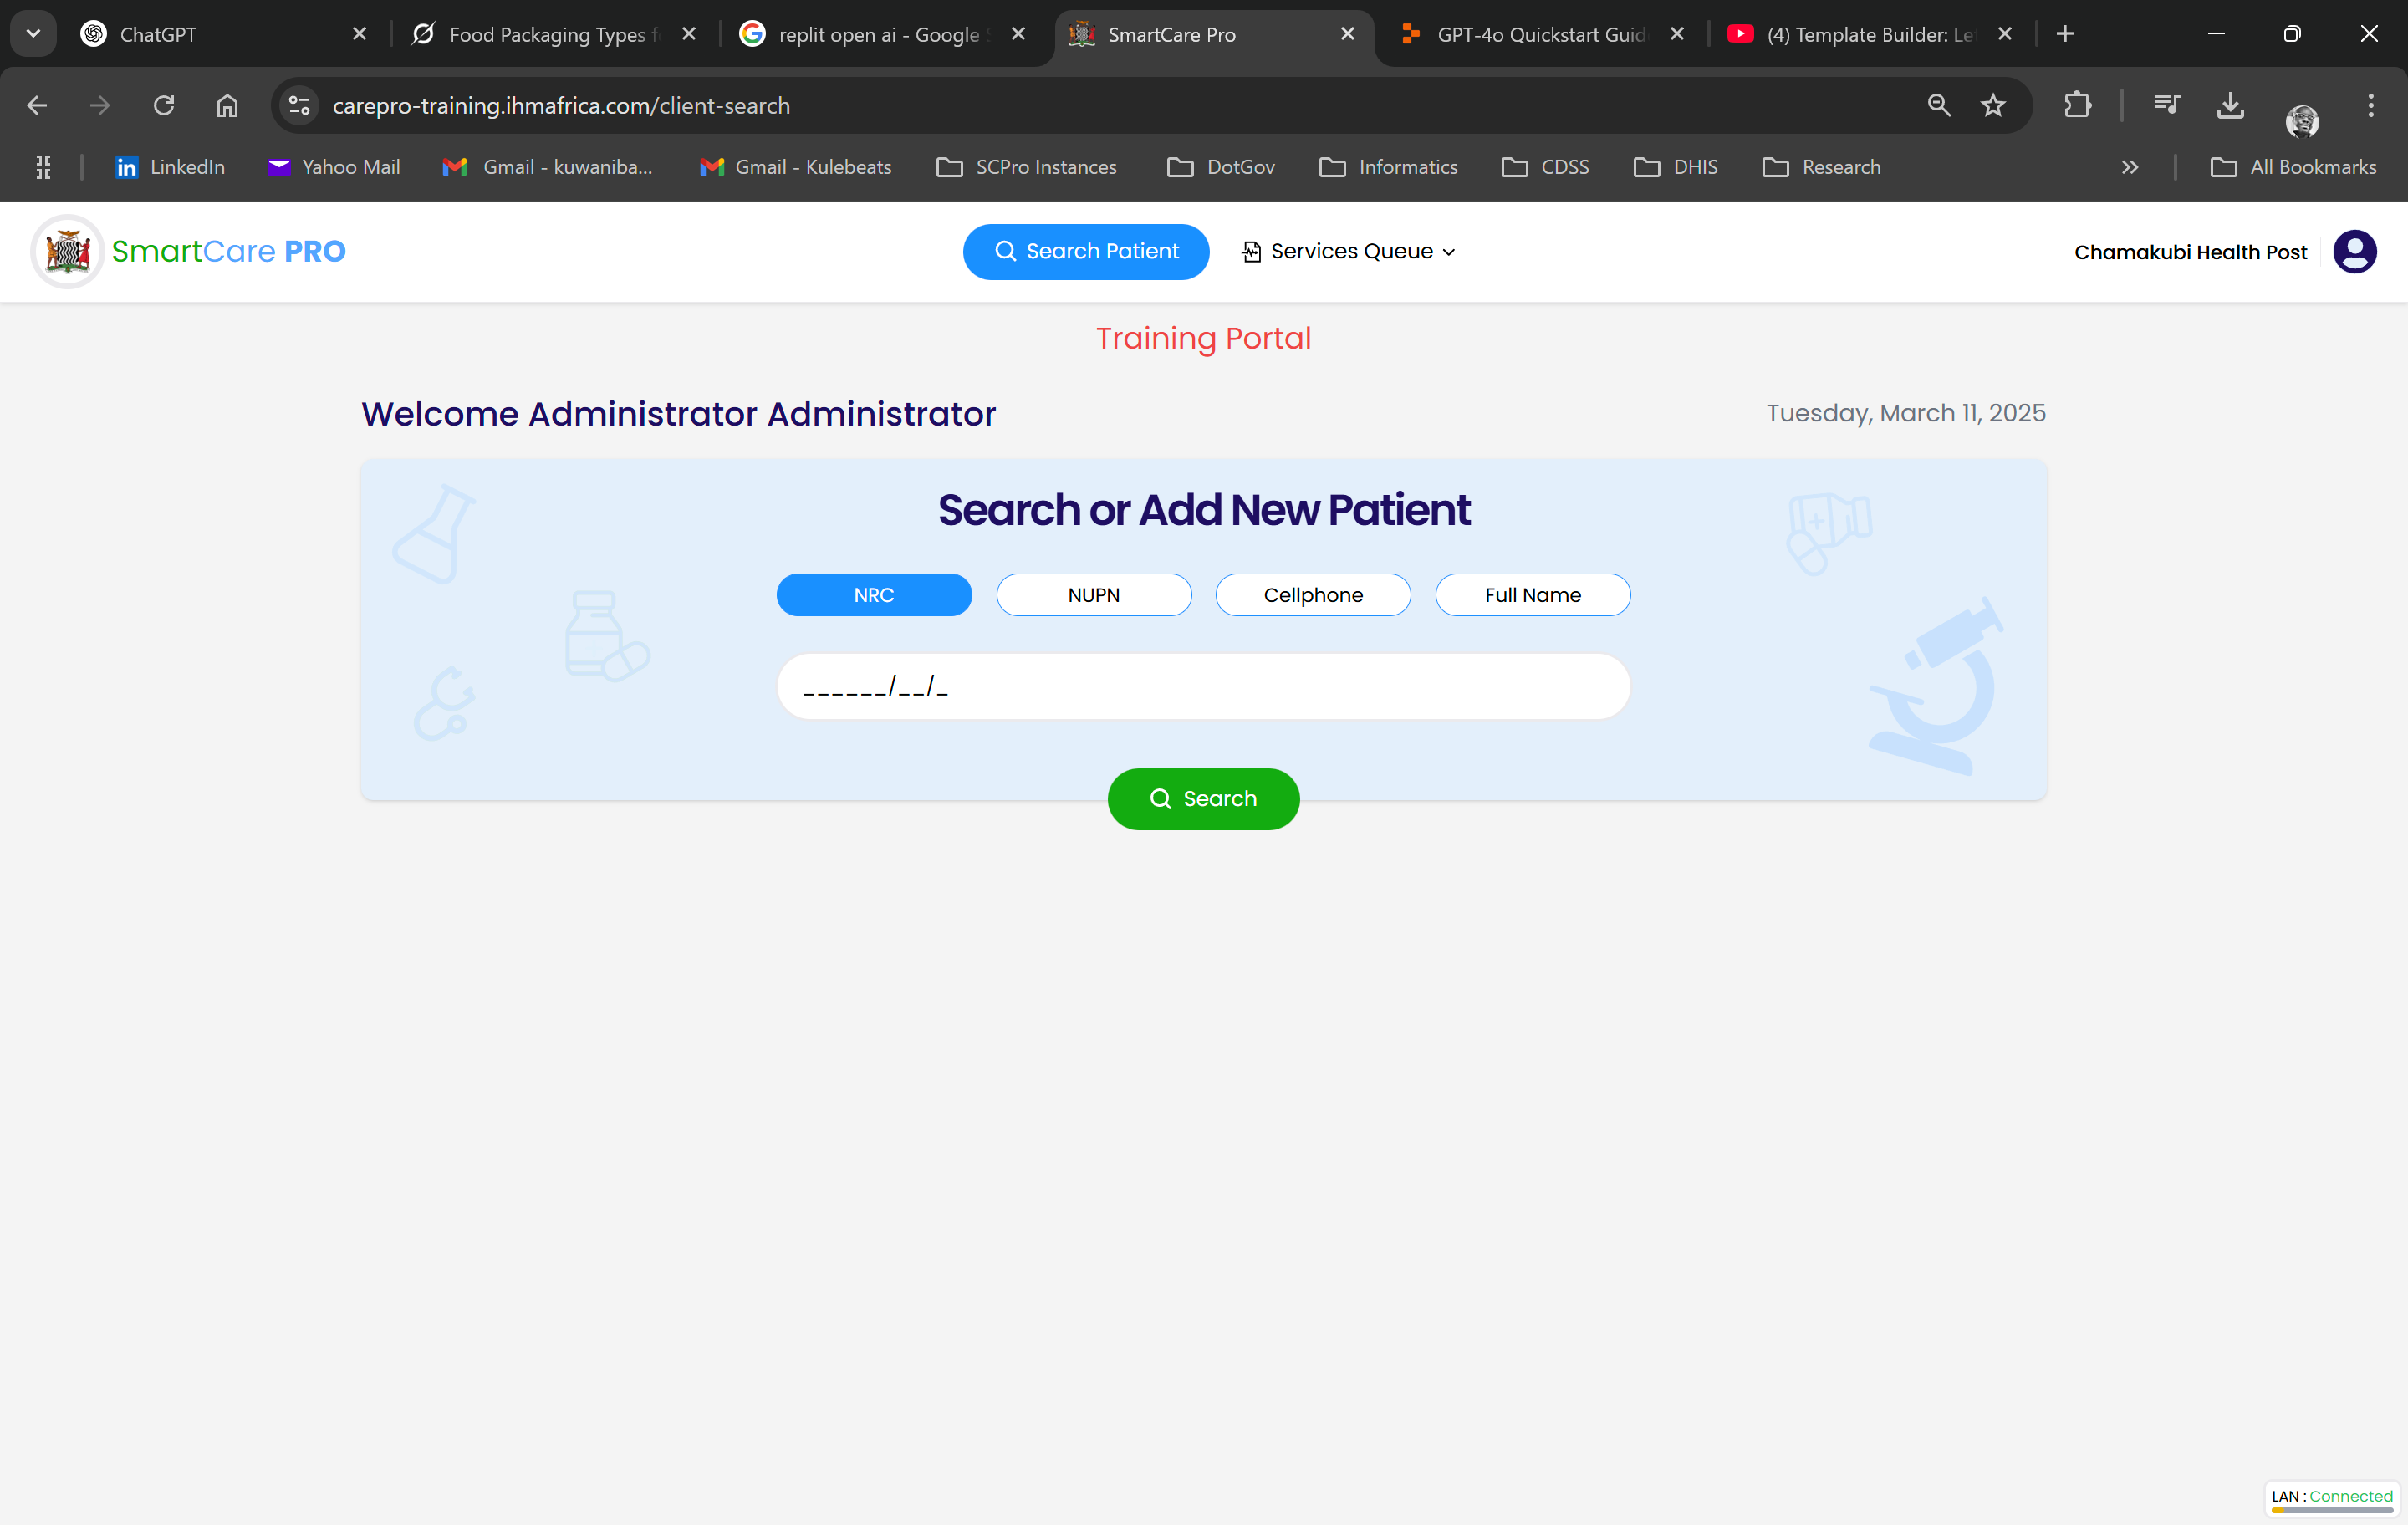 ChatGPT
Food Packaging Types f
replit open ai - Google
SmartCare Pro
GPT-4o Quickstart Guid
(4) Template Builder: Le
carepro-training.ihmafrica.com/client-search
LinkedIn
Yahoo Mail
Gmail - kuwaniba...
Gmail - Kulebeats
SCPro Instances
DotGov
Informatics
CDSS
DHIS
Research
All Bookmarks
SmartCare PRO
Search Patient
Services Queue
Chamakubi Health Post
Training Portal
Welcome Administrator Administrator
Tuesday, March 11, 2025
Search or Add New Patient
NRC
NUPN
Cellphone
Full Name
______/__/_
Search
LAN : Connected